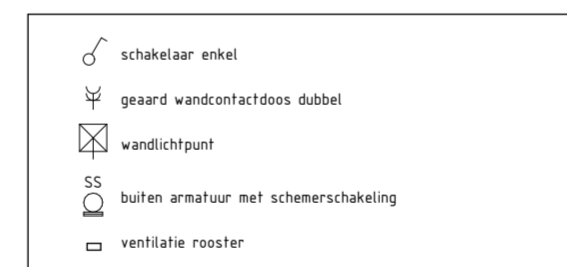 schakelaar enkel
geaard wandcontactdoos dubbel
wandlichtpunt
SS
buiten armatuur met schemerschakeling
ventilatie rooster